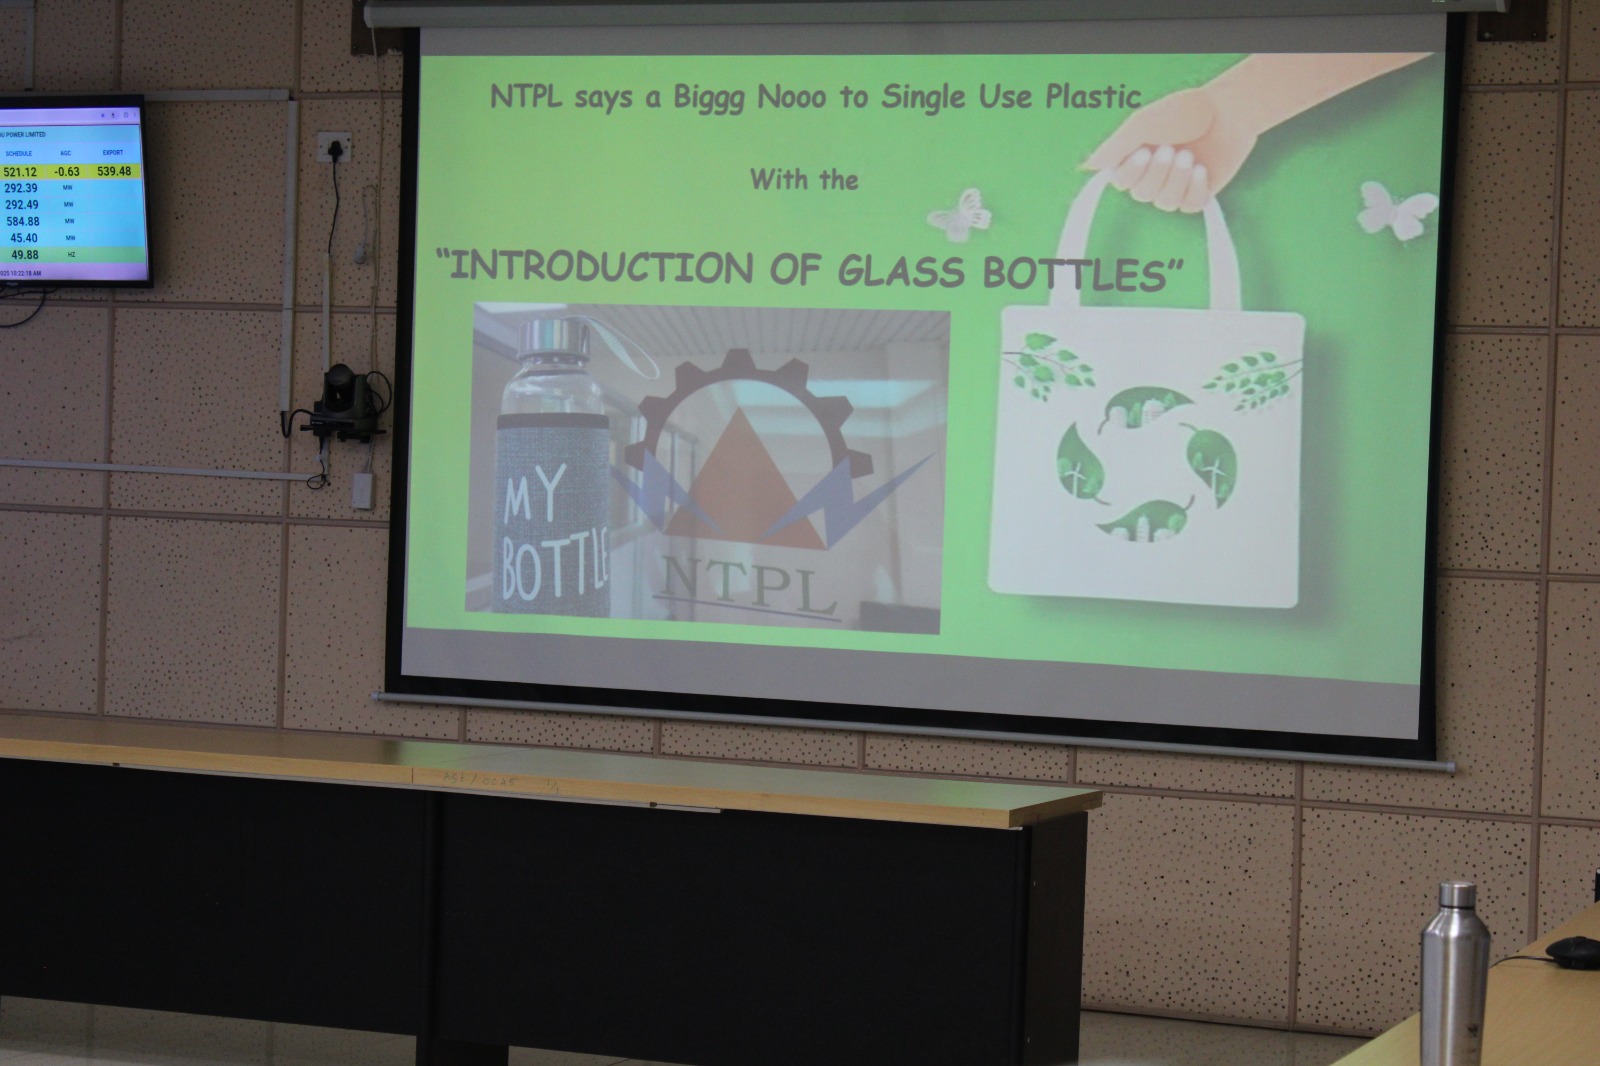 U POWER LIMITED
SCHEDULE AGC EXPORT
521.12 -0.63 539.48
292.39 MW
292.49 MW
584.88 MW
45.40 MW
49.88 HZ
025 10:22:18 AM
NTPL says a Biggg Nooo to Single Use Plastic
With the
“INTRODUCTION OF GLASS BOTTLES”
MY
BOTTLE
NTPL